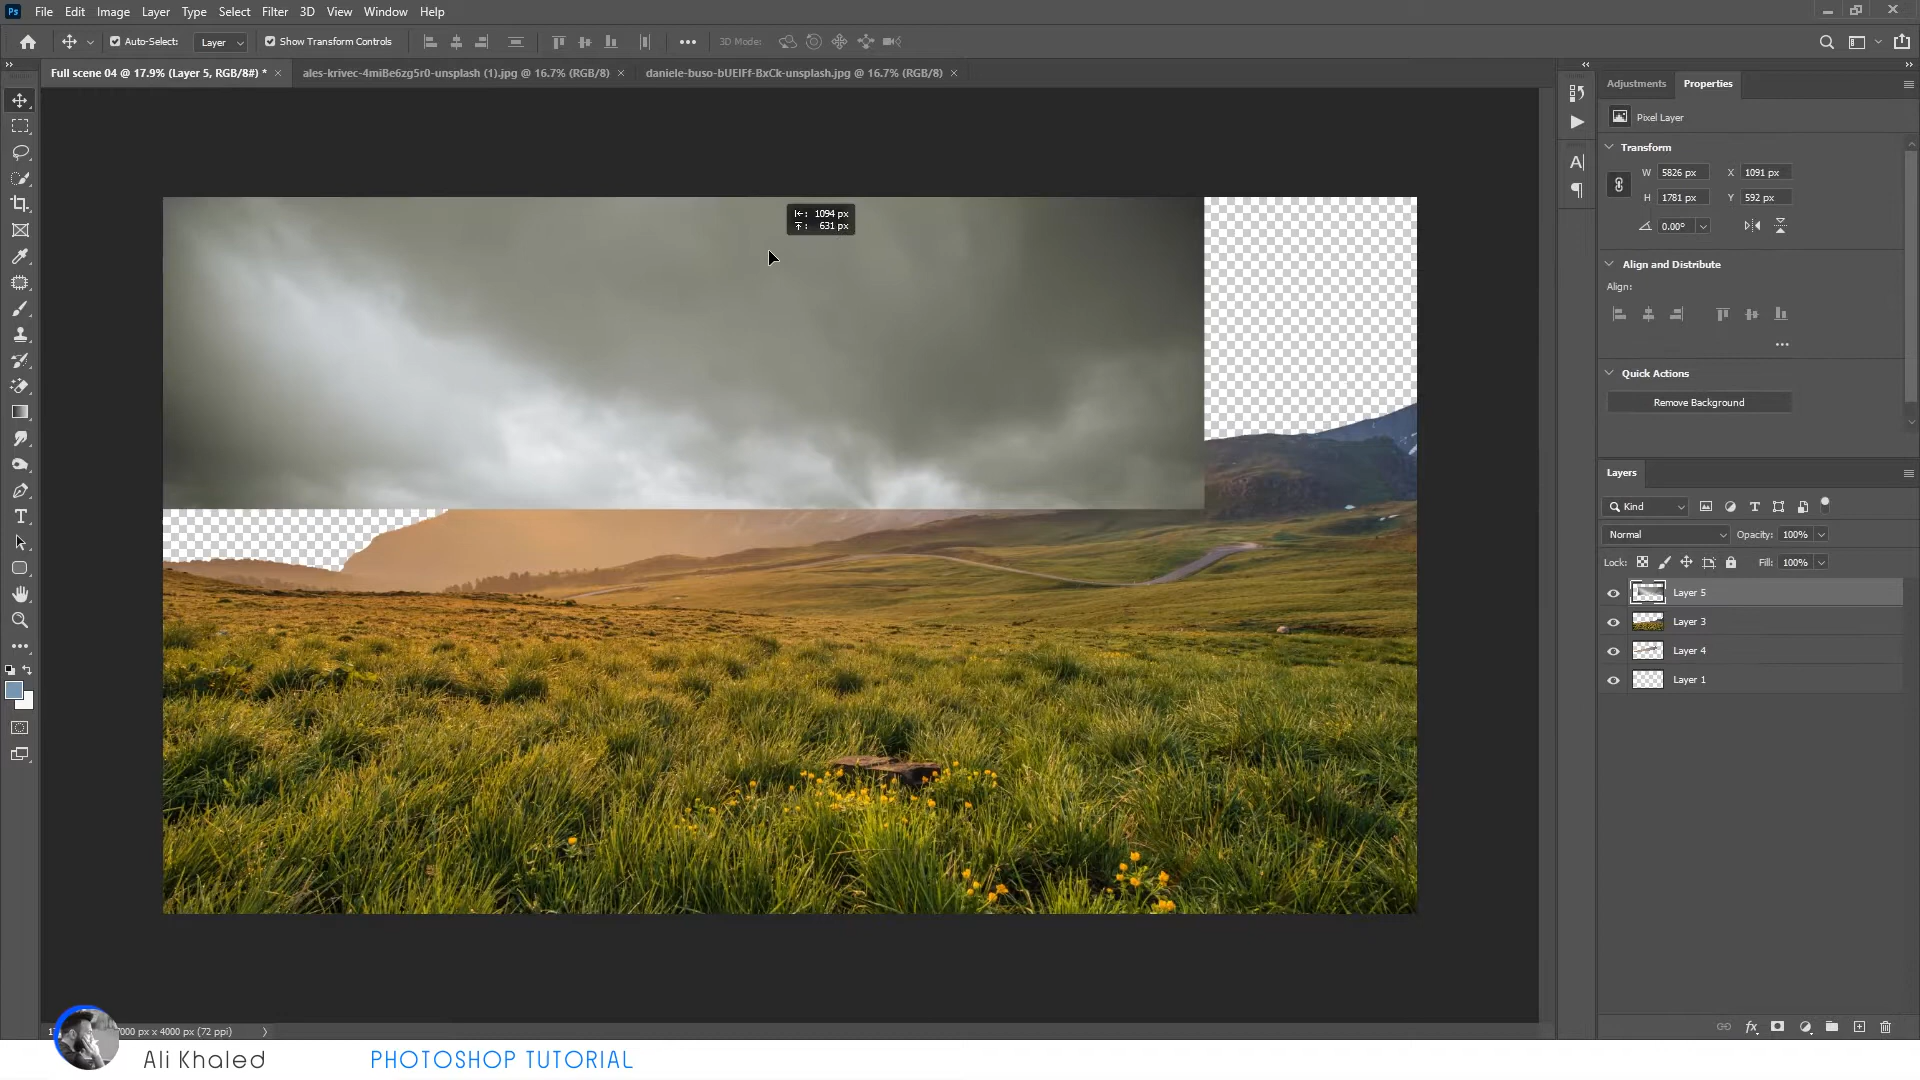 Ps File Edit Image Layer Type Select Filter 3D View Window Help
Auto-Select: Layer Show Transform Controls 3D Mode:
Full scene 04 @ 17.9% (Layer 5, RGB/8#) * ales-krivec-4miBe6zg5r0-unsplash (1).jpg @ 16.7% (RGB/8) daniele-buso-bUEIFf-BxCk-unsplash.jpg @ 16.7% (RGB/8)
Adjustments Properties
Pixel Layer
Transform
W 5826 px X 1091 px
H 1781 px Y 592 px
0.00°
Align and Distribute
Align:
Quick Actions
Remove Background
1094 px
631 px
Layers
Kind
Normal Opacity: 100%
Lock: Fill: 100%
Layer 5
Layer 3
Layer 4
Layer 1
fx
7000 px x 4000 px (72 ppi)
Ali Khaled PHOTOSHOP TUTORIAL